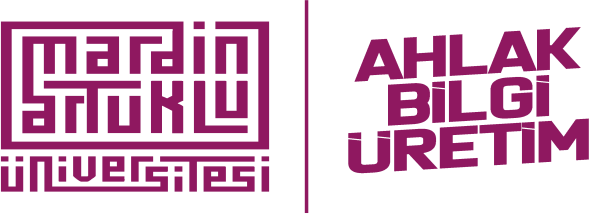 mardin
artuklu
üniversitesi
AHLAK
BİLGİ
ÜRETİM